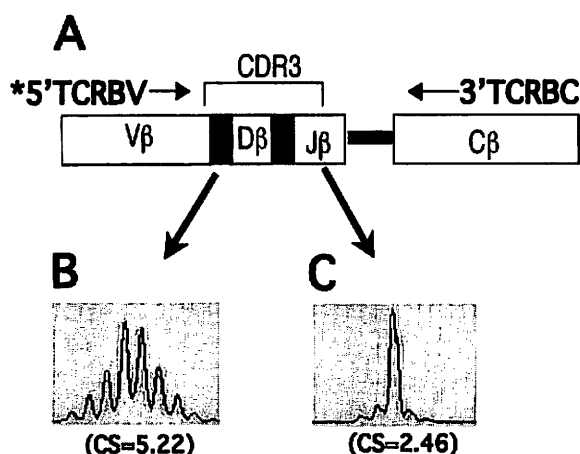 A
CDR3
*5'TCRBV
3'TCRBC
Vβ
Dβ
Jβ
Cβ
B
C
(CS=5.22)
(CS=2.46)